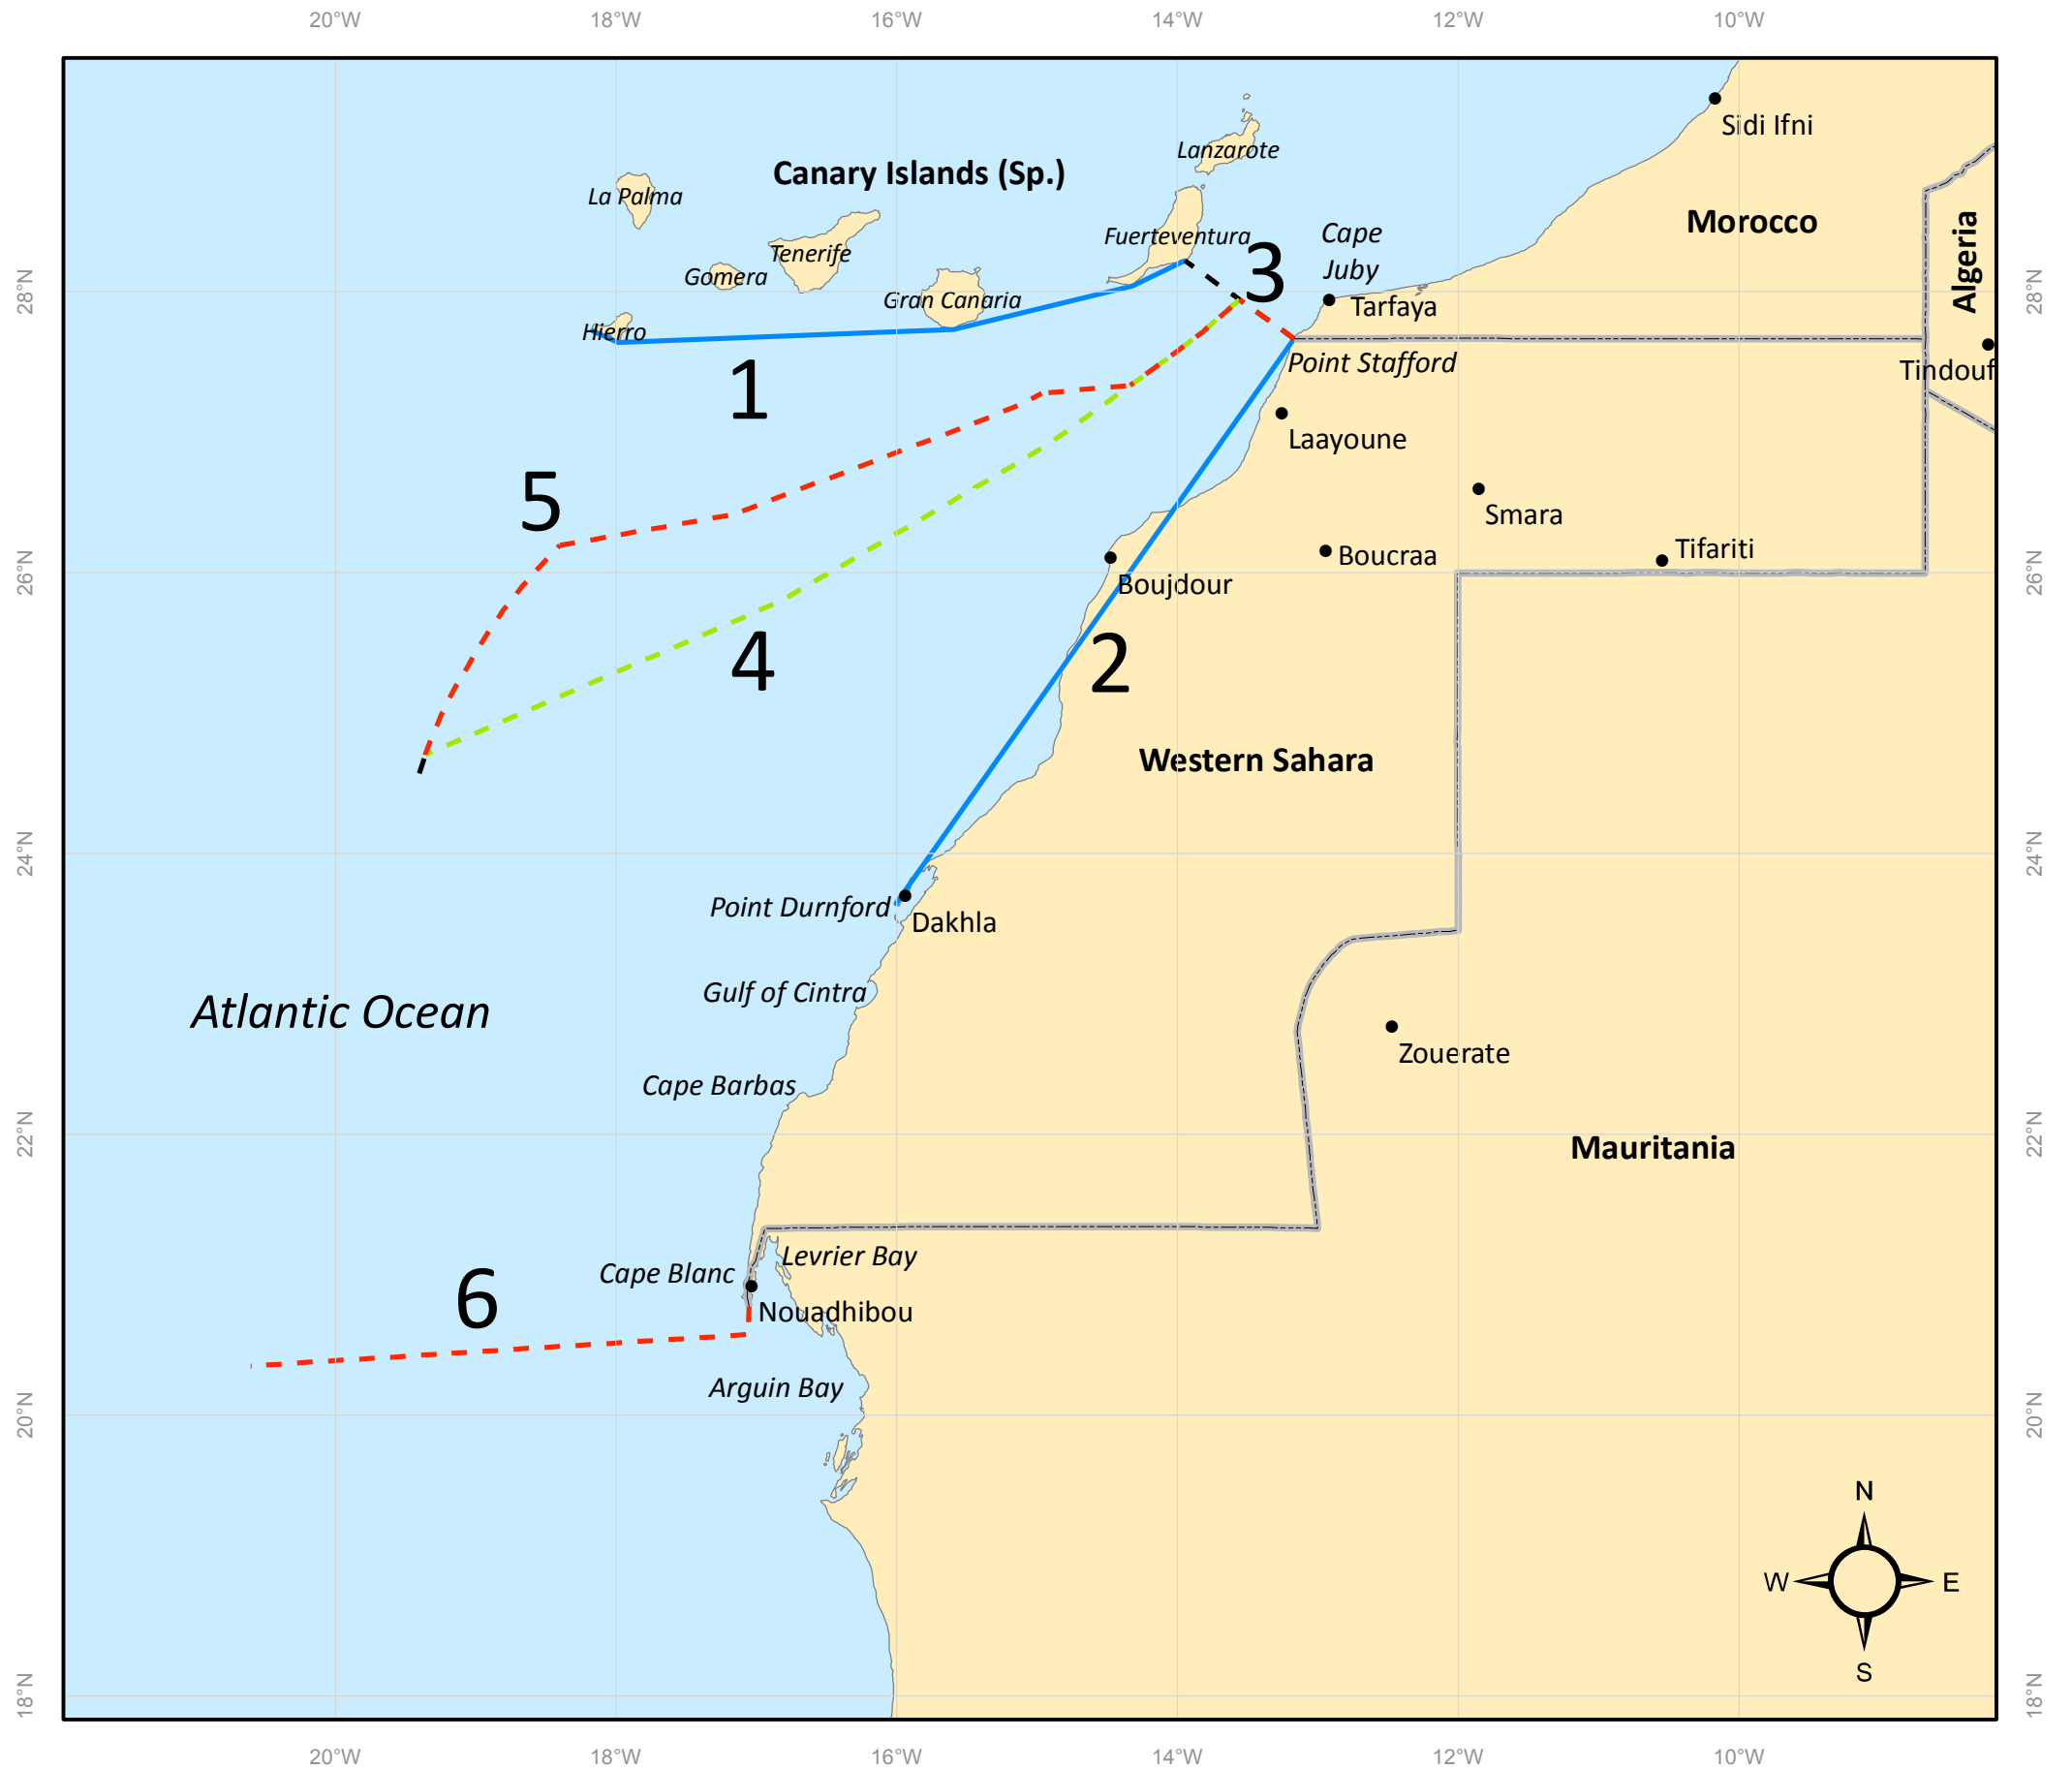 20°W 18°W 16°W 14°W 12°W 10°W
Sidi Ifni
Lanzarote
Canary Islands (Sp.)
La Palma
Morocco
Fuerteventura
Cape
Juby
Algeria
Tenerife
Gomera
3
28°N
28°N
Gran Canaria
Tarfaya
Hierro
Point Stafford
Tindouf
1
Laayoune
5
Smara
Tifariti
Boucraa
26°N
26°N
Boujdour
4
2
Western Sahara
24°N
24°N
Point Durnford
Dakhla
Gulf of Cintra
Atlantic Ocean
Zouerate
Cape Barbas
22°N
22°N
Mauritania
Levrier Bay
Cape Blanc
6
Nouadhibou
Arguin Bay
20°N
20°N
N
W
E
S
18°N
18°N
20°W 18°W 16°W 14°W 12°W 10°W